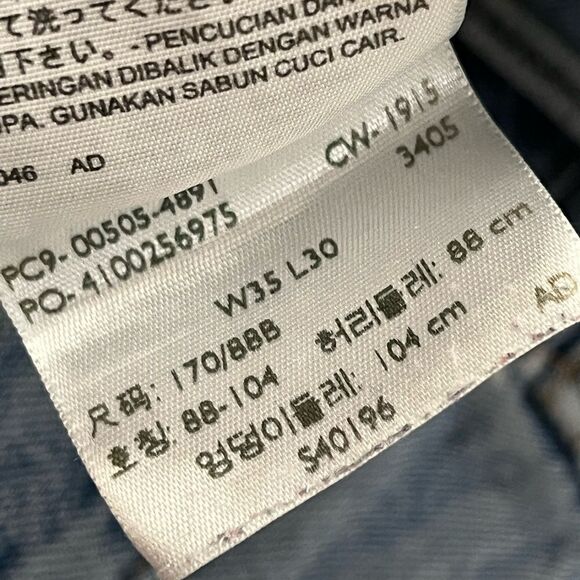 て洗ってくださ
下さい。- PENCUCIAN DAN
ERINGAN DIBALIK DENGAN WARNA
UPA. GUNAKAN SABUN CUCI CAIR.
046 AD
CW-1915
3405
PC9-00505-4891
PO-4100256975
W35 L30
尺码: 170/88B
허리둘레: 88 cm
호칭: 88-104
엉덩이둘레: 104 cm
S40196
AD